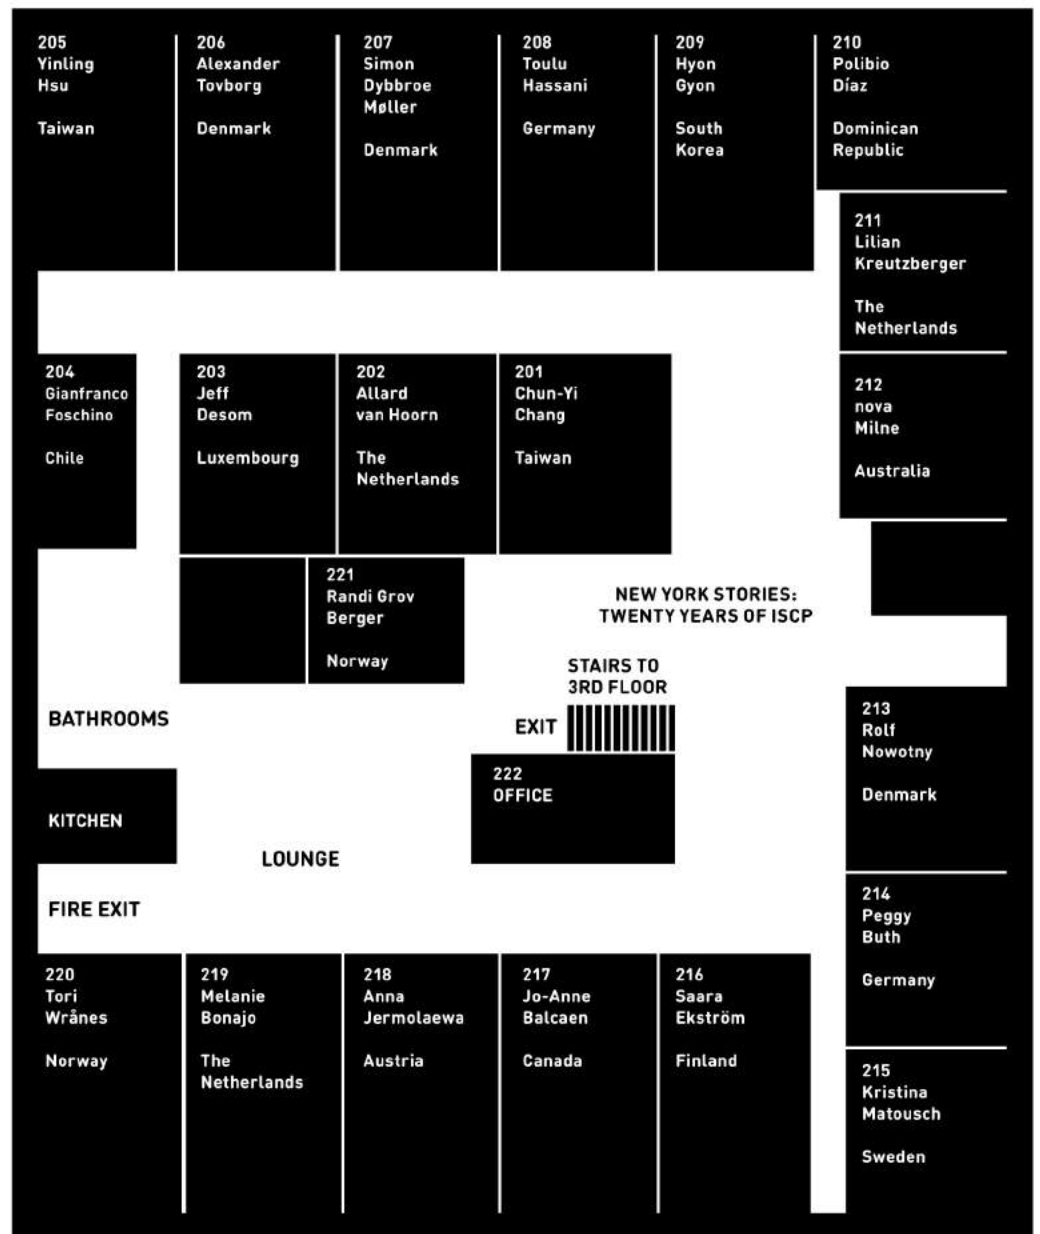 205
Yinling
Hsu
Taiwan
206
Alexander
Tovborg
Denmark
207
Simon
Dybbroe
Møller
Denmark
208
Toulu
Hassani
Germany
209
Hyon
Gyon
South
Korea
210
Polibio
Díaz
Dominican
Republic
211
Lilian
Kreutzberger
The
Netherlands
204
Gianfranco
Foschino
Chile
203
Jeff
Desom
Luxembourg
202
Allard
van Hoorn
The
Netherlands
201
Chun-Yi
Chang
Taiwan
212
nova
Milne
Australia
221
Randi Grov
Berger
Norway
NEW YORK STORIES:
TWENTY YEARS OF ISCP
STAIRS TO
3RD FLOOR
EXIT
BATHROOMS
213
Rolf
Nowotny
Denmark
222
OFFICE
KITCHEN
LOUNGE
FIRE EXIT
214
Peggy
Buth
Germany
220
Tori
Wrånes
Norway
219
Melanie
Bonajo
The
Netherlands
218
Anna
Jermolaewa
Austria
217
Jo-Anne
Balcaen
Canada
216
Saara
Ekström
Finland
215
Kristina
Matousch
Sweden